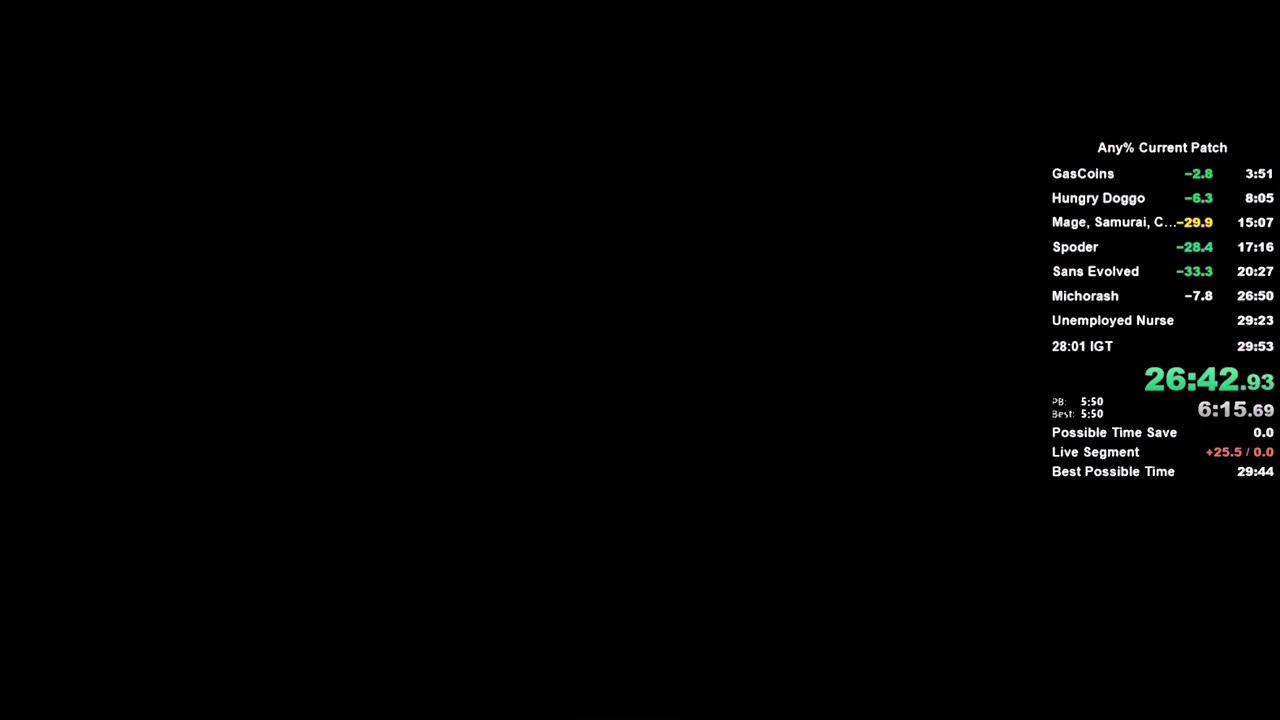 Any% Current Patch
GasCoins −2.8 3:51
Hungry Doggo −6.3 8:05
Mage, Samurai, C... −29.9 15:07
Spoder −28.4 17:16
Sans Evolved −33.3 20:27
Michorash −7.8 26:50
Unemployed Nurse 29:23
28:01 IGT 29:53
26:42.93
PB: 5:50
Best: 5:50 6:15.69
Possible Time Save 0.0
Live Segment +25.5 / 0.0
Best Possible Time 29:44